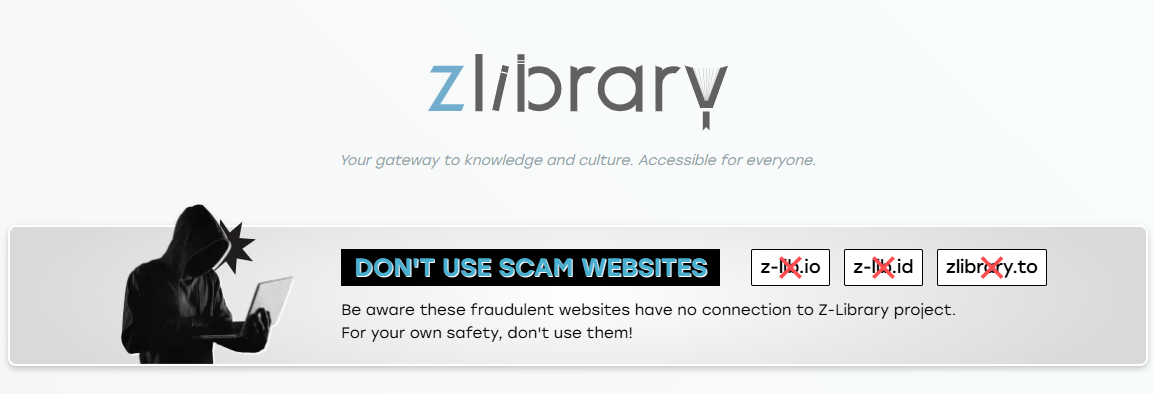 zlibrary
Your gateway to knowledge and culture. Accessible for everyone.
DON'T USE SCAM WEBSITES
z-lib.io
z-lib.id
zlibrary.to
Be aware these fraudulent websites have no connection to Z-Library project.
For your own safety, don't use them!